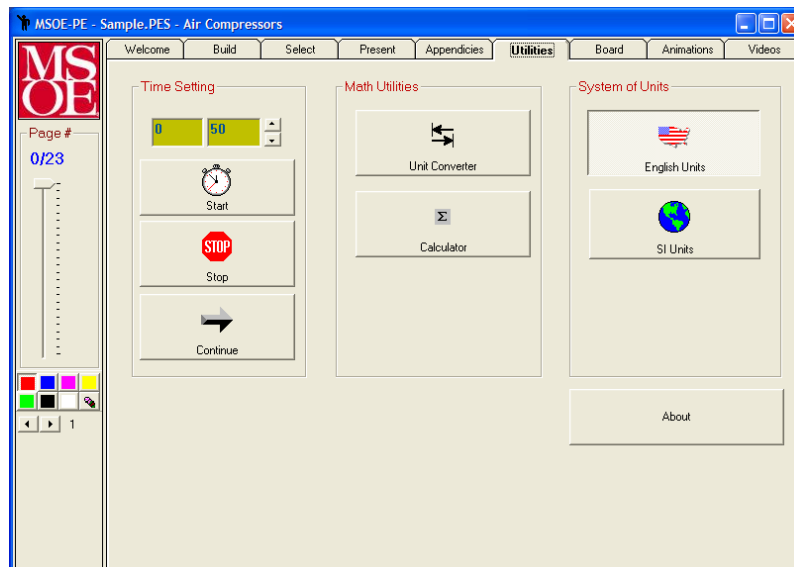 MSOE-PE - Sample.PES - Air Compressors
MS
OE
Welcome Build Select Present Appendicies Utilities Board Animations Videos
Page #
0/23
1
Time Setting
0 50
Start
STOP
Stop
Continue
Math Utilities
Unit Converter
Σ
Calculator
System of Units
English Units
SI Units
About